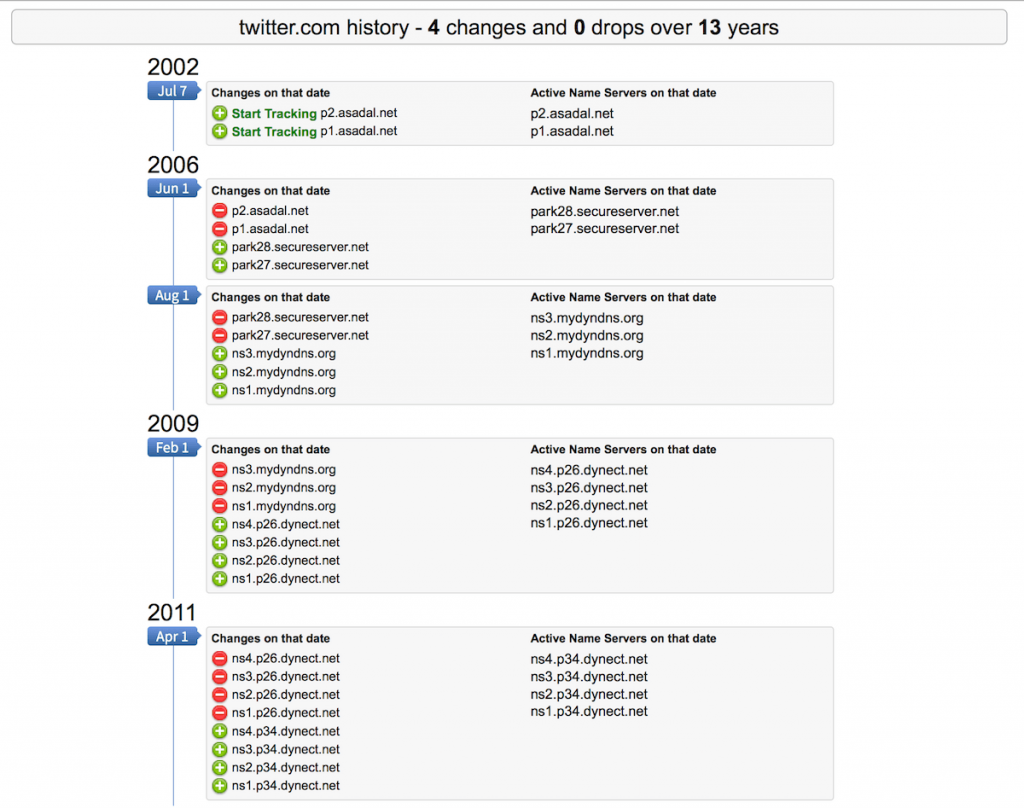 twitter.com history - 4 changes and 0 drops over 13 years
2002
Jul 7
Changes on that date Active Name Servers on that date
Start Tracking p2.asadal.net p2.asadal.net
Start Tracking p1.asadal.net p1.asadal.net
2006
Jun 1
Changes on that date Active Name Servers on that date
p2.asadal.net park28.secureserver.net
p1.asadal.net park27.secureserver.net
park28.secureserver.net
park27.secureserver.net
Aug 1
Changes on that date Active Name Servers on that date
park28.secureserver.net ns3.mydyndns.org
park27.secureserver.net ns2.mydyndns.org
ns3.mydyndns.org ns1.mydyndns.org
ns2.mydyndns.org
ns1.mydyndns.org
2009
Feb 1
Changes on that date Active Name Servers on that date
ns3.mydyndns.org ns4.p26.dynect.net
ns2.mydyndns.org ns3.p26.dynect.net
ns1.mydyndns.org ns2.p26.dynect.net
ns4.p26.dynect.net ns1.p26.dynect.net
ns3.p26.dynect.net
ns2.p26.dynect.net
ns1.p26.dynect.net
2011
Apr 1
Changes on that date Active Name Servers on that date
ns4.p26.dynect.net ns4.p34.dynect.net
ns3.p26.dynect.net ns3.p34.dynect.net
ns2.p26.dynect.net ns2.p34.dynect.net
ns1.p26.dynect.net ns1.p34.dynect.net
ns4.p34.dynect.net
ns3.p34.dynect.net
ns2.p34.dynect.net
ns1.p34.dynect.net